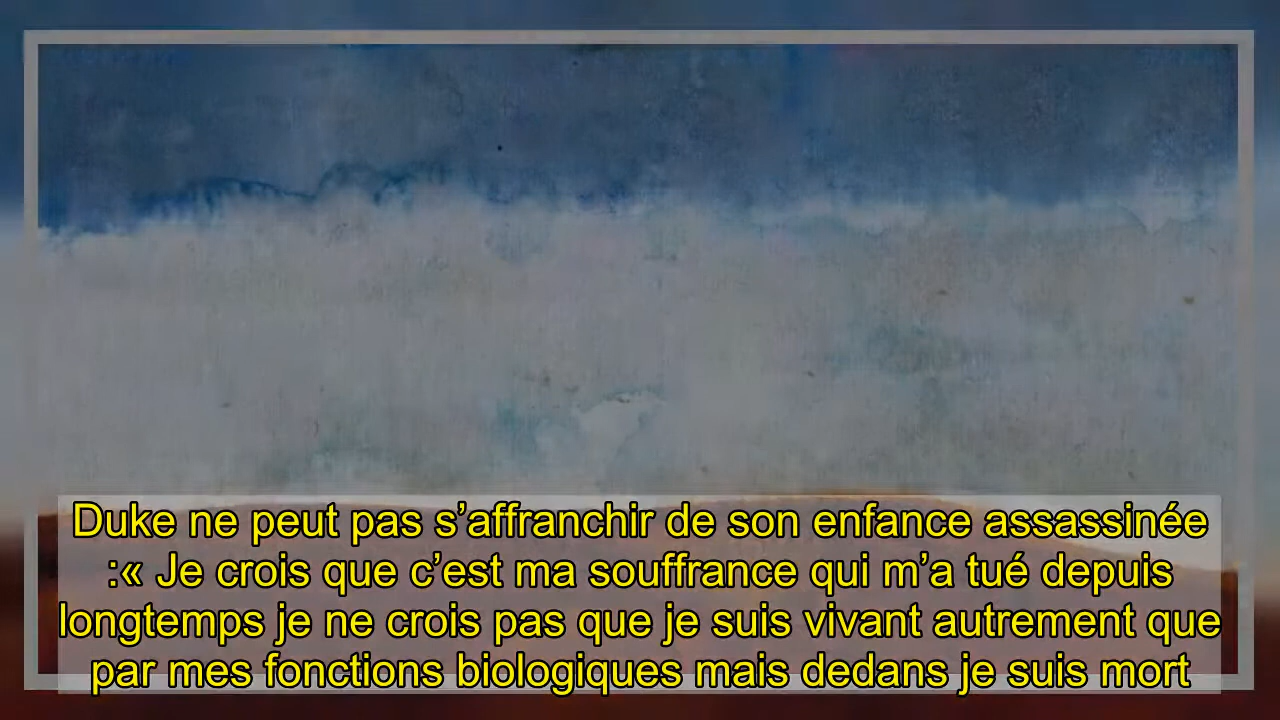 Duke ne peut pas s’affranchir de son enfance assassinée
:« Je crois que c’est ma souffrance qui m’a tué depuis
longtemps je ne crois pas que je suis vivant autrement que
par mes fonctions biologiques mais dedans je suis mort